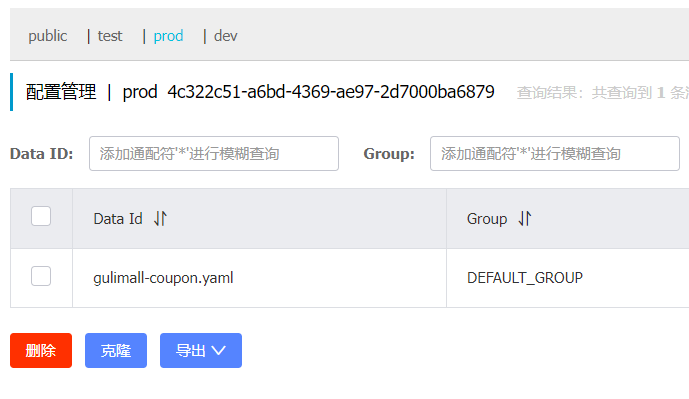 public | test | prod | dev
配置管理 | prod 4c322c51-a6bd-4369-ae97-2d7000ba6879 查询结果：共查询到 1 条
Data ID: 添加通配符'*'进行模糊查询 Group: 添加通配符'*'进行模糊查询
Data Id Group
gulimall-coupon.yaml DEFAULT_GROUP
删除 克隆 导出